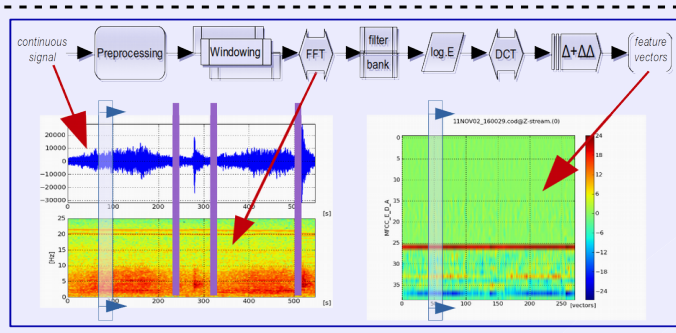 continuous
signal
Preprocessing
Windowing
FFT
filter
bank
log.E
DCT
Δ+ΔΔ
feature
vectors
20000
10000
0
−10000
−20000
−30000
0
100
200
300
400
500
[s]
25
20
15
10
5
0
[Hz]
0
100
200
300
400
500
[s]
11NOV02_160029.cod@Z-stream.(0)
0
5
10
15
20
25
30
35
MFCC_E_D_A
0
50
100
150
200
250
[vectors]
24
18
12
6
0
−6
−12
−18
−24